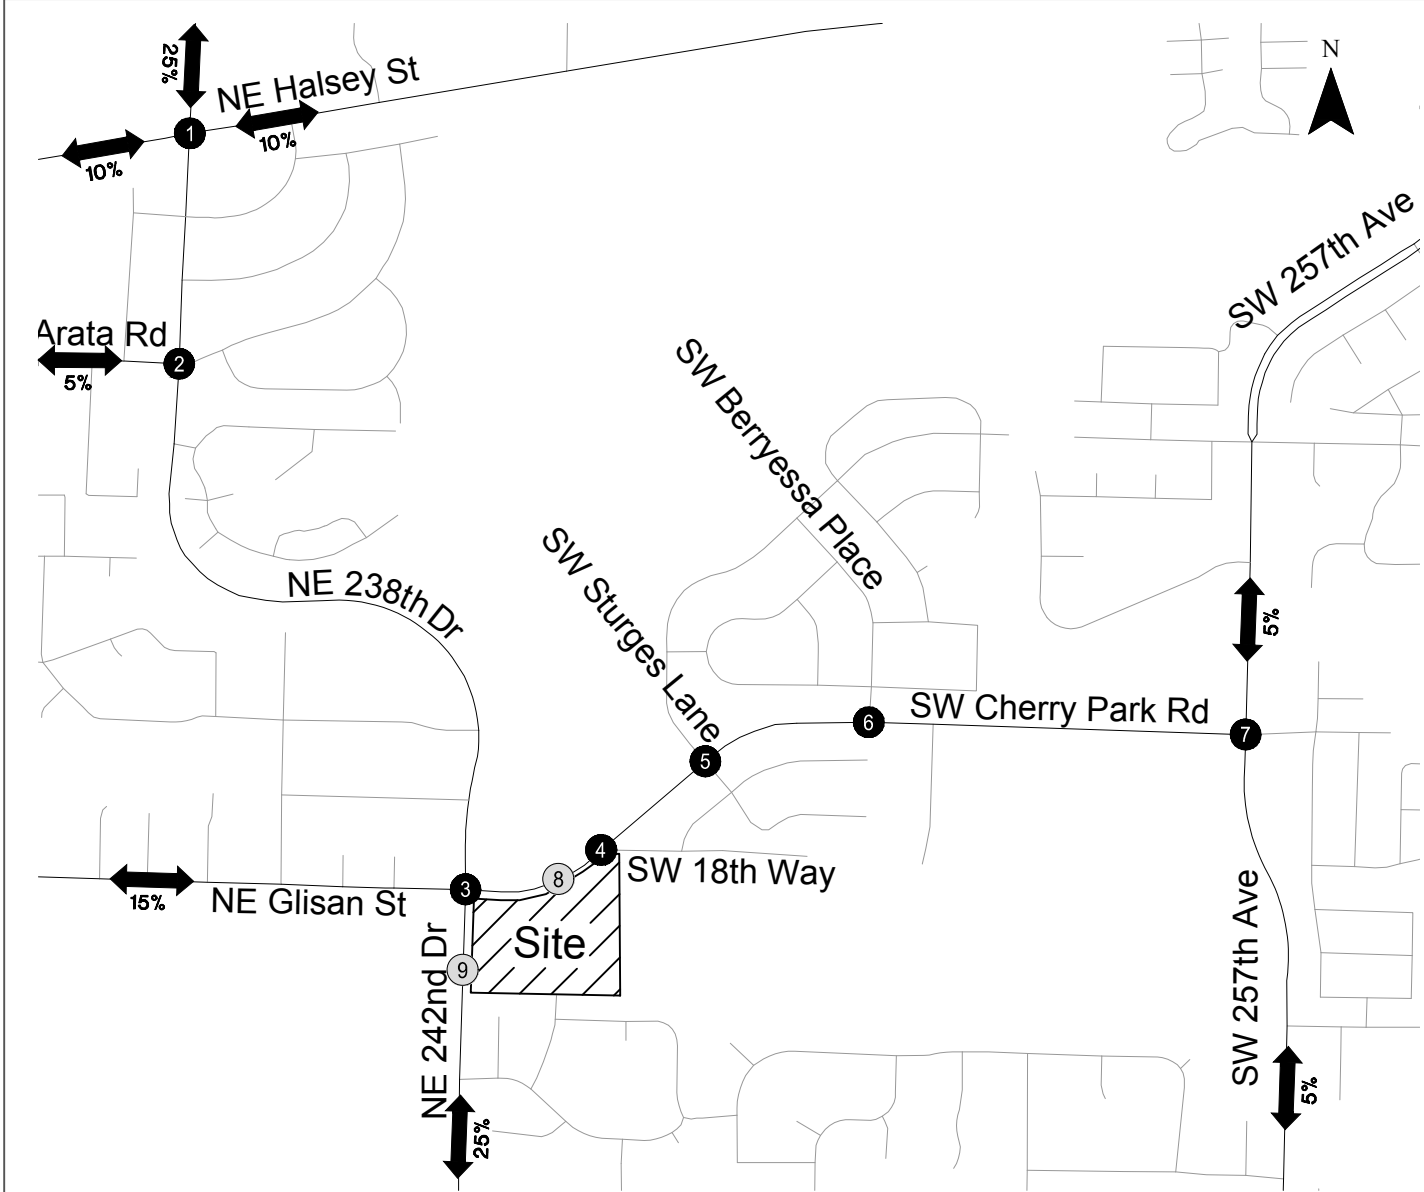 25%
NE Halsey St
N
1
10%
10%
SW 257th Ave
Arata Rd
2
5%
SW Berryessa Place
SW Sturges Lane
NE 238th Dr
5%
SW Cherry Park Rd
6
7
5
4
8
SW 18th Way
3
15%
NE Glisan St
Site
9
NE 242nd Dr
SW 257th Ave
25%
5%